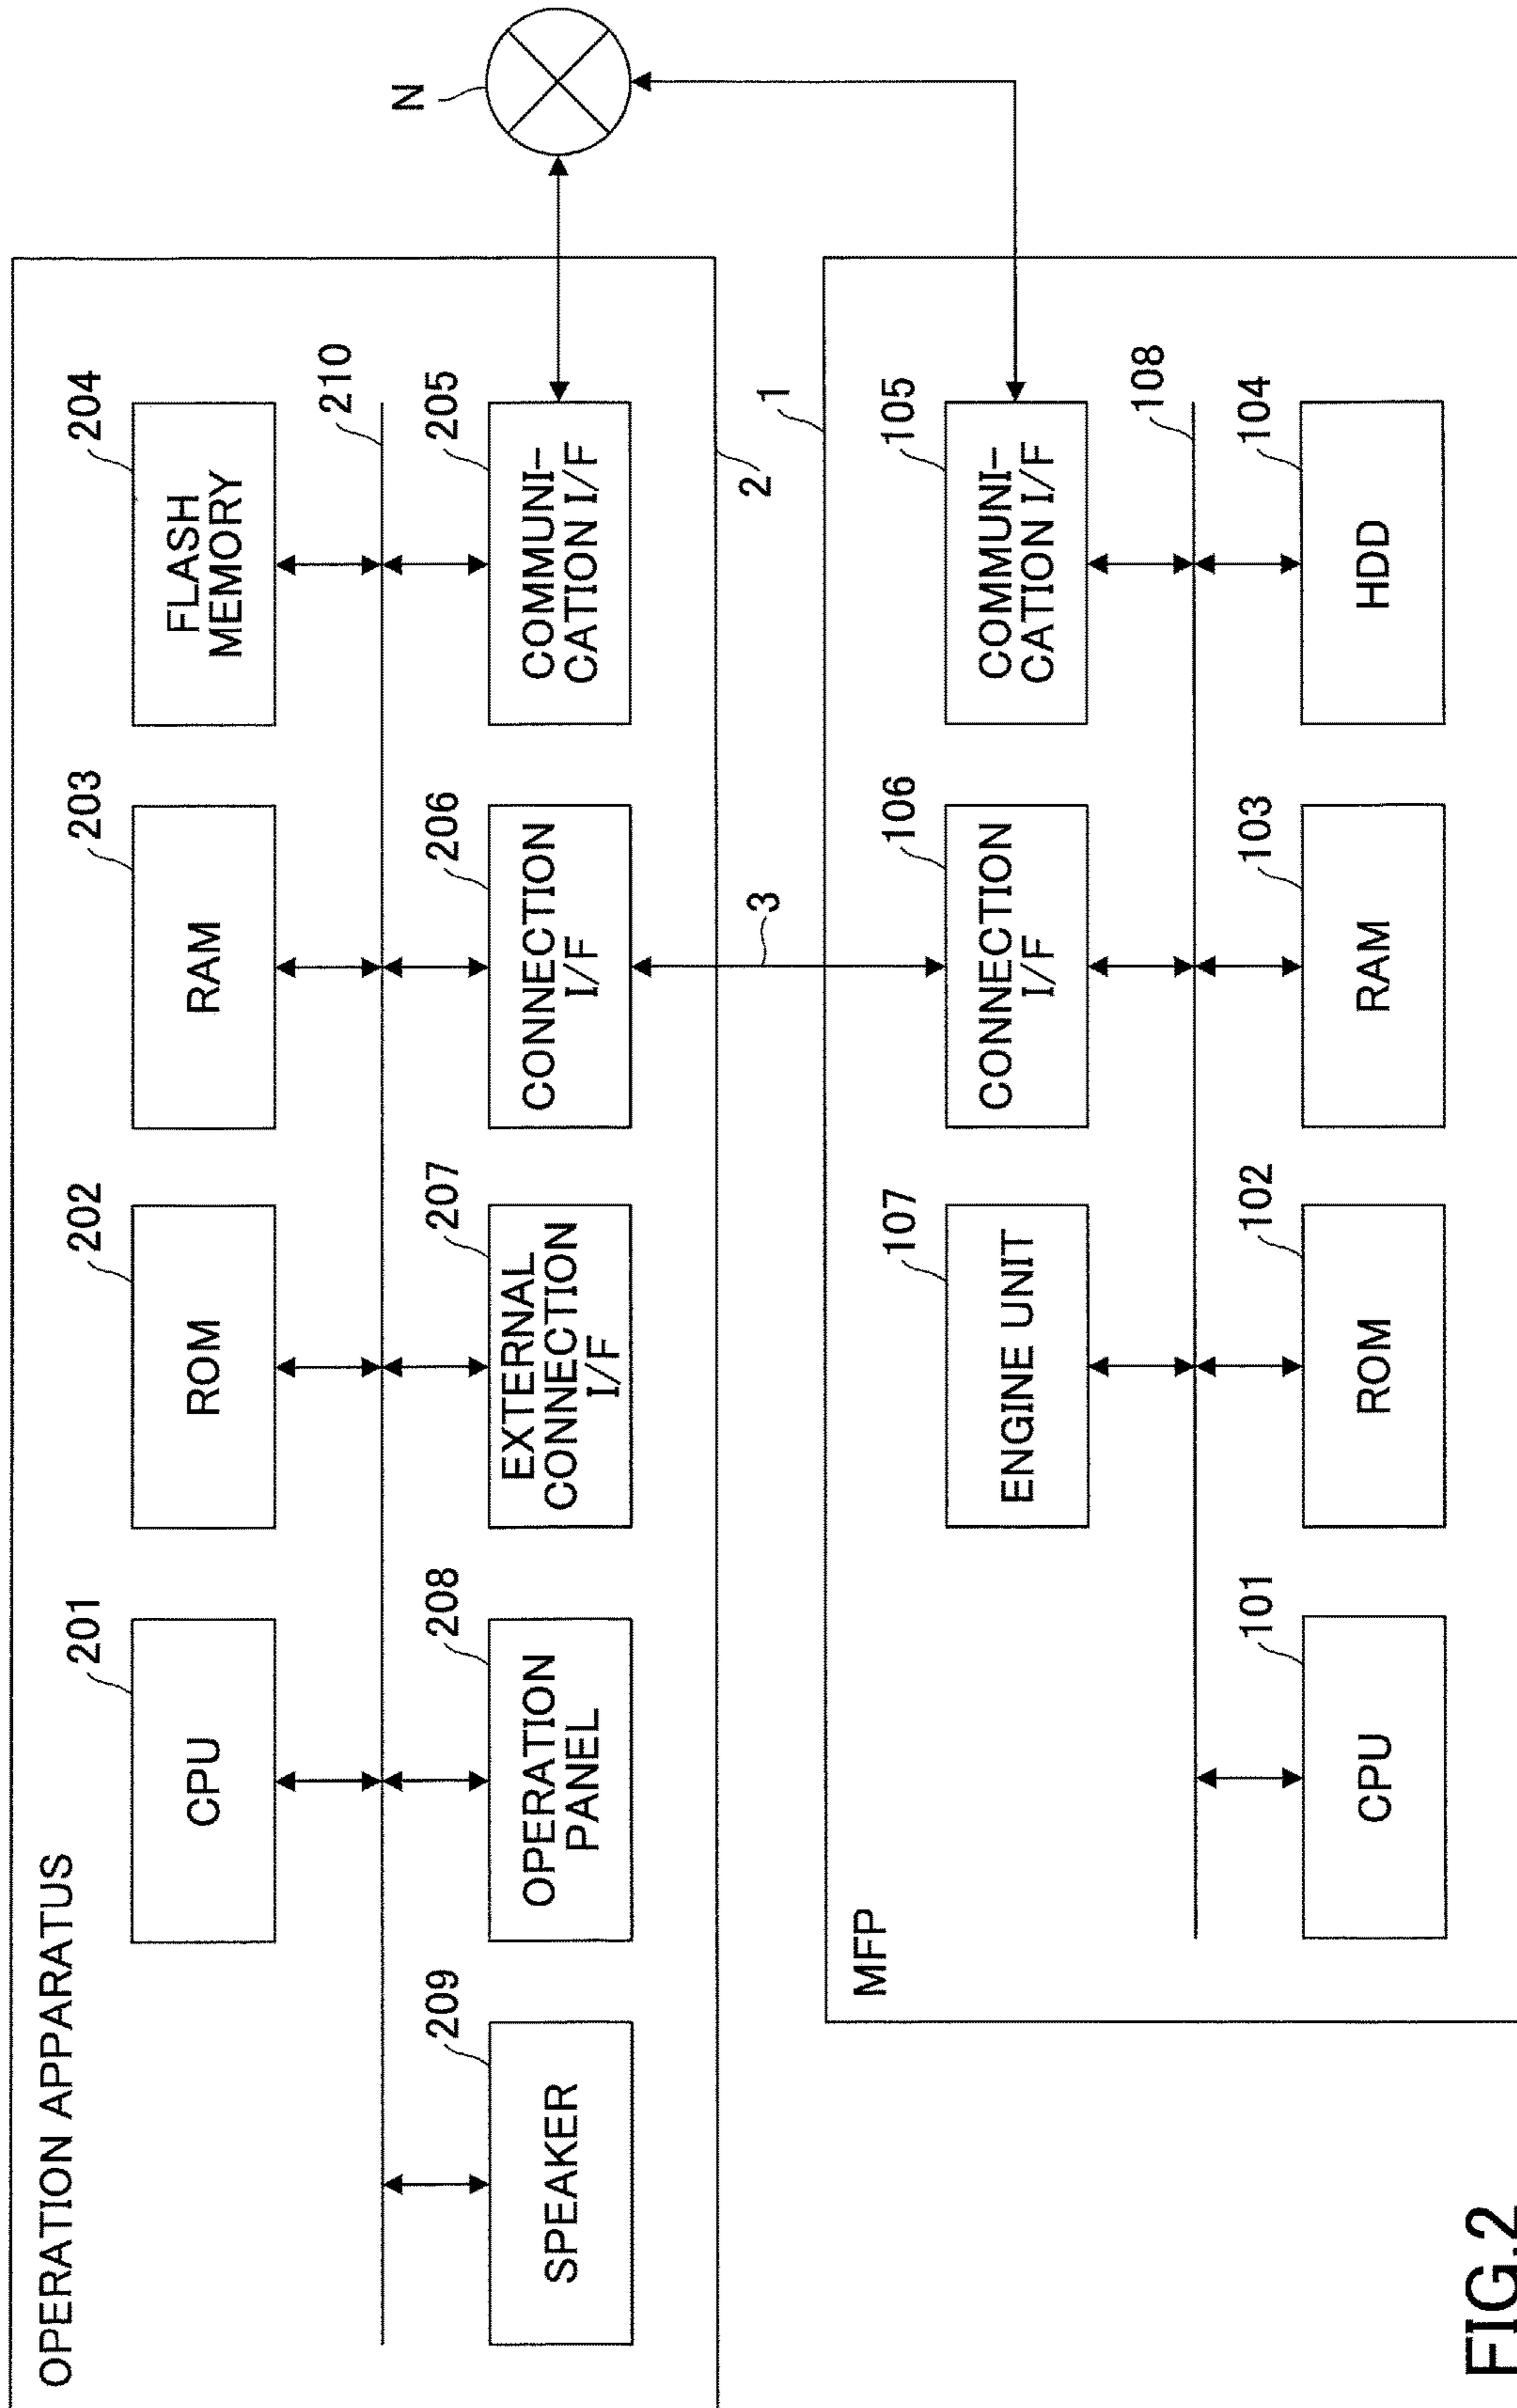 FIG.2
OPERATION APPARATUS
201
CPU
202
ROM
203
RAM
204
FLASH
MEMORY
210
209
SPEAKER
208
OPERATION
PANEL
207
EXTERNAL
CONNECTION
I/F
206
CONNECTION
I/F
205
COMMUNI-
CATION I/F
N
2
3
1
MFP
107
ENGINE UNIT
106
CONNECTION
I/F
105
COMMUNI-
CATION I/F
108
101
CPU
102
ROM
103
RAM
104
HDD